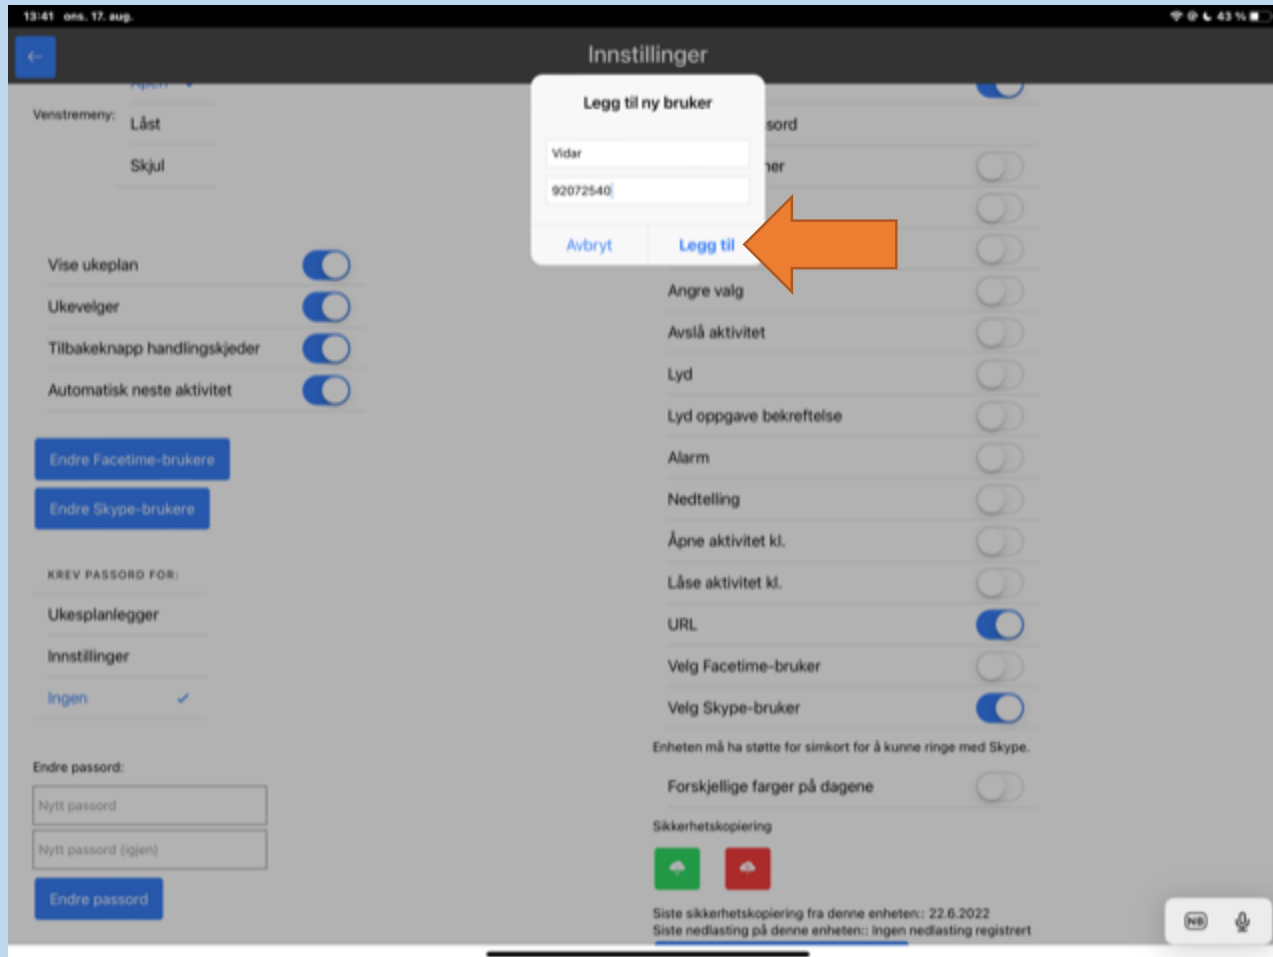 13:41 ons. 17. aug.
43 %
Innstillinger
Åpen
Venstremeny:
Låst
Skjul
Vise ukeplan
Ukevelger
Tilbakeknapp handlingskjeder
Automatisk neste aktivitet
Endre Facetime-brukere
Endre Skype-brukere
KREV PASSORD FOR:
Ukesplanlegger
Innstillinger
Ingen
Endre passord:
Nytt passord
Nytt passord (igjen)
Endre passord
Legg til ny bruker
Vidar
92072540
Avbryt Legg til
Angre valg
Avslå aktivitet
Lyd
Lyd oppgave bekreftelse
Alarm
Nedtelling
Åpne aktivitet kl.
Låse aktivitet kl.
URL
Velg Facetime-bruker
Velg Skype-bruker
Enheten må ha støtte for simkort for å kunne ringe med Skype.
Forskjellige farger på dagene
Sikkerhetskopiering
Siste sikkerhetskopiering fra denne enheten:: 22.6.2022
Siste nedlasting på denne enheten:: Ingen nedlasting registrert
NB